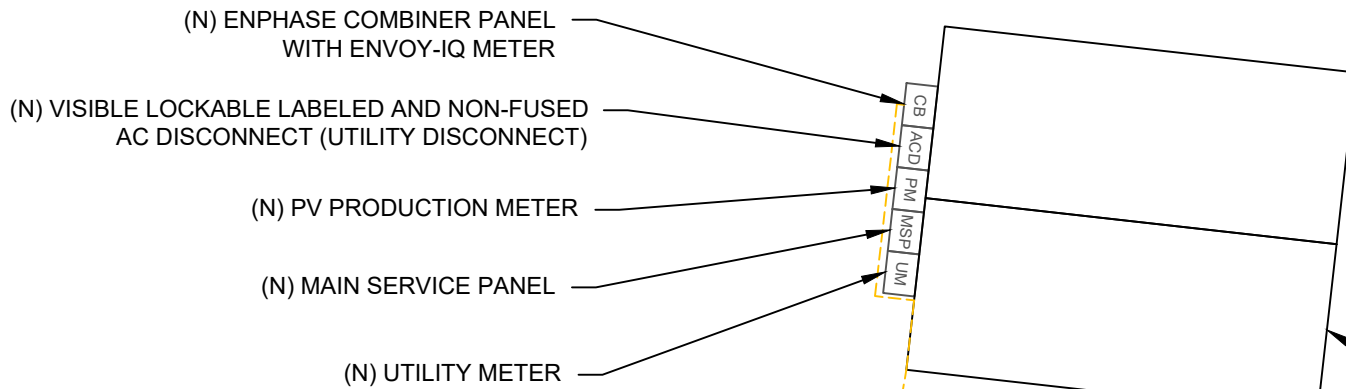 (N) ENPHASE COMBINER PANEL
WITH ENVOY-IQ METER
(N) VISIBLE LOCKABLE LABELED AND NON-FUSED
AC DISCONNECT (UTILITY DISCONNECT)
(N) PV PRODUCTION METER
(N) MAIN SERVICE PANEL
(N) UTILITY METER
CB
ACD
PM
MSP
UM